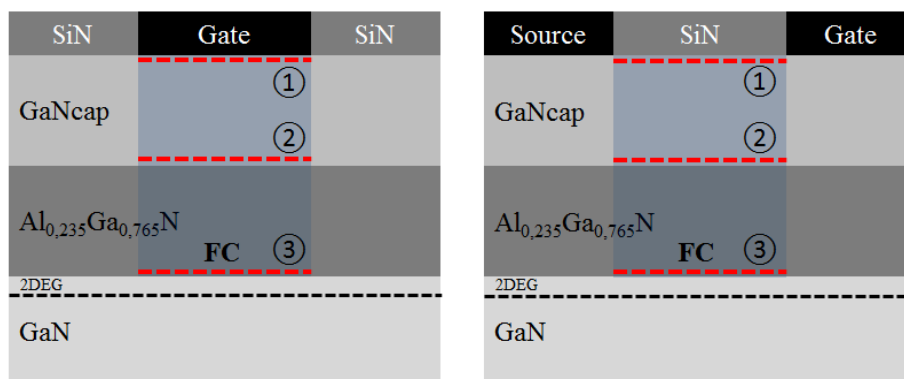 SiN Gate SiN
GaNcap
①
②
Al₀,₂₃₅Ga₀,₇₆₅N
FC ③
2DEG
GaN
Source SiN Gate
GaNcap
①
②
Al₀,₂₃₅Ga₀,₇₆₅N
FC ③
2DEG
GaN